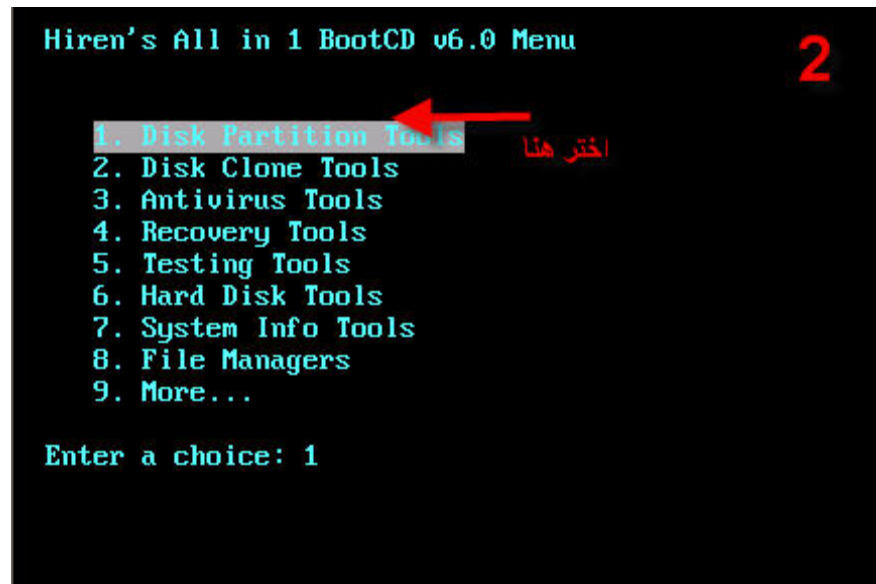 Hiren's All in 1 BootCD v6.0 Menu
2
1. Disk Partition Tools
اختر هنا
2. Disk Clone Tools
3. Antivirus Tools
4. Recovery Tools
5. Testing Tools
6. Hard Disk Tools
7. System Info Tools
8. File Managers
9. More...
Enter a choice: 1